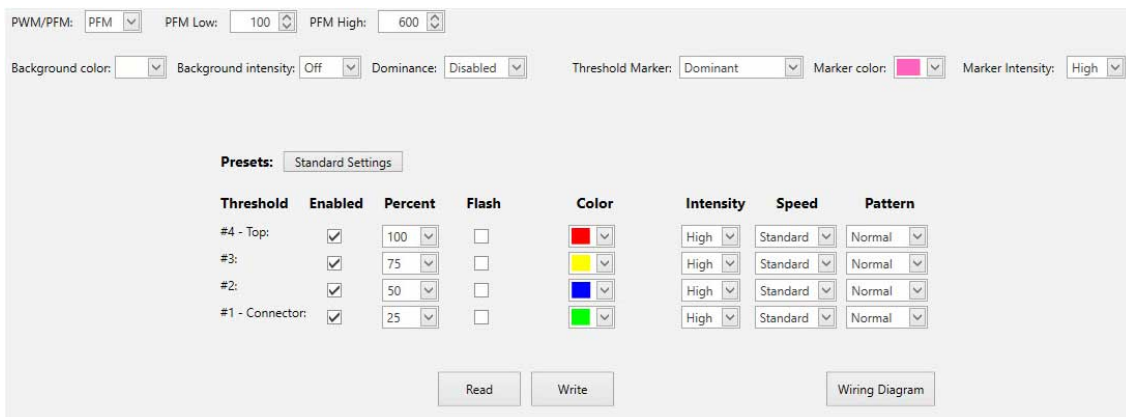 PWM/PFM: PFM PFM Low: 100 PFM High: 600
Background color: Background intensity: Off Dominance: Disabled Threshold Marker: Dominant Marker color: Marker Intensity: High
Presets: Standard Settings
Threshold Enabled Percent Flash Color Intensity Speed Pattern
#4 - Top: 100 High Standard Normal
#3: 75 High Standard Normal
#2: 50 High Standard Normal
#1 - Connector: 25 High Standard Normal
Read Write Wiring Diagram